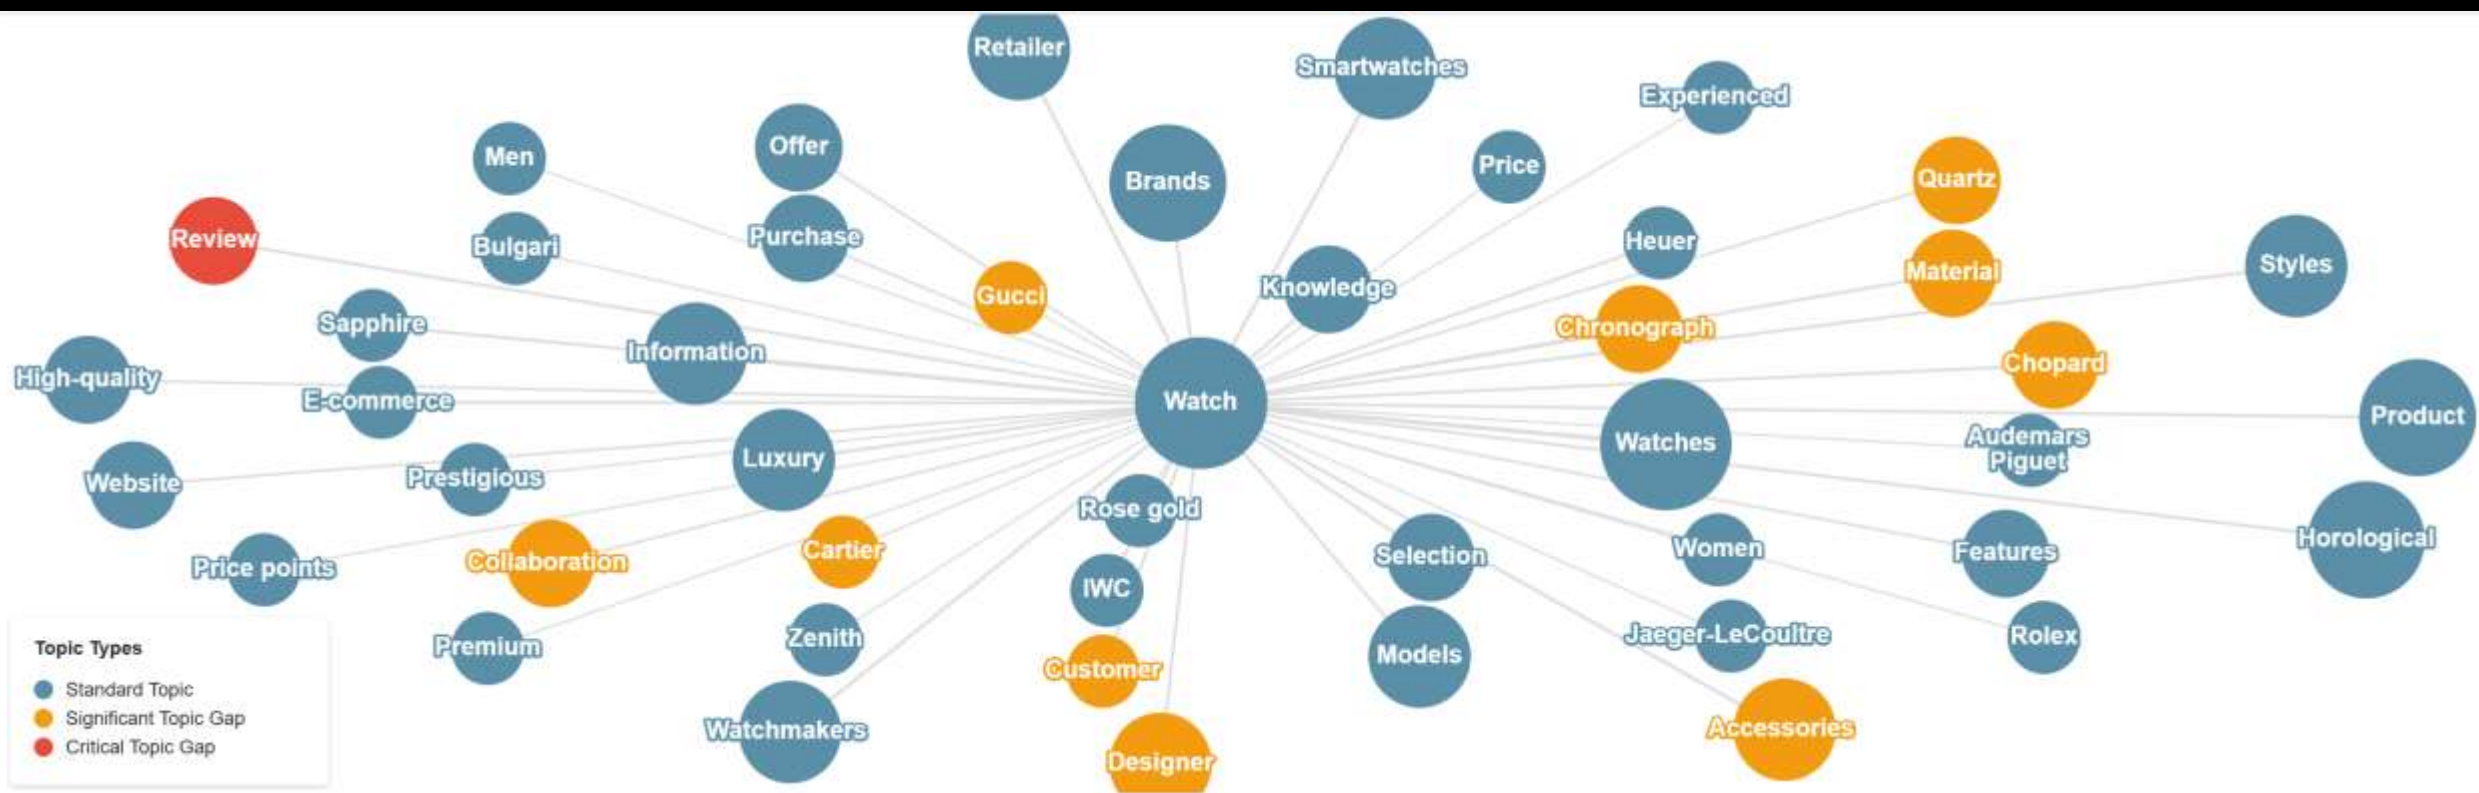 Retailer
Smartwatches
Experienced
Men
Offer
Brands
Price
Quartz
Review
Bulgari
Purchase
Knowledge
Heuer
Material
Styles
Gucci
Sapphire
Information
Chronograph
High-quality
E-commerce
Watch
Chopard
Product
Website
Prestigious
Luxury
Watches
Audemars
Piguet
Price points
Collaboration
Cartier
Rose gold
Selection
Women
Features
Horological
IWC
Premium
Zenith
Customer
Models
Jaeger-LeCoultre
Rolex
Watchmakers
Designer
Accessories
Topic Types
Standard Topic
Significant Topic Gap
Critical Topic Gap